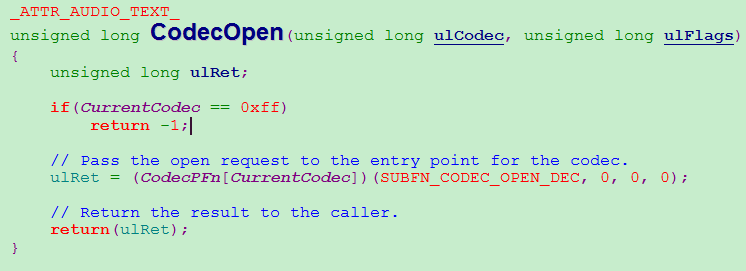 _ATTR_AUDIO_TEXT_
unsigned long CodecOpen(unsigned long ulCodec, unsigned long ulFlags)
{
    unsigned long ulRet;

    if(CurrentCodec == 0xff)
        return -1;

    // Pass the open request to the entry point for the codec.
    ulRet = (CodecPFn[CurrentCodec])(SUBFN_CODEC_OPEN_DEC, 0, 0, 0);

    // Return the result to the caller.
    return(ulRet);
}